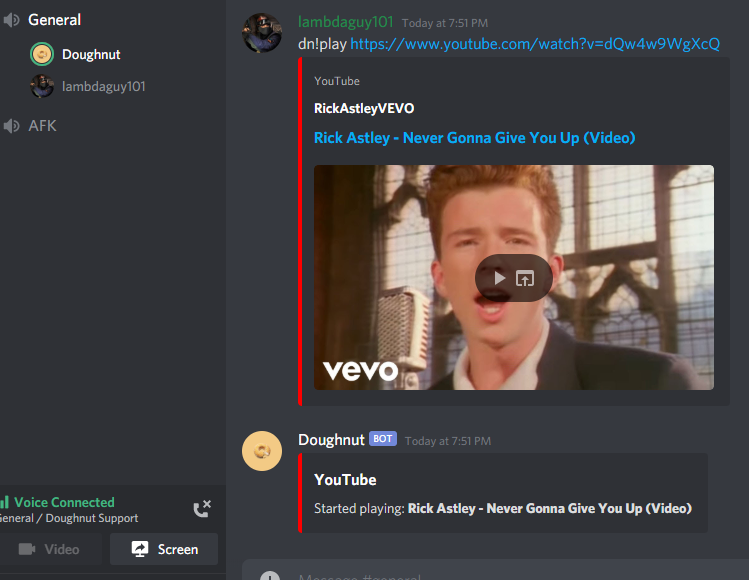 General
Doughnut
lambdaguy101
AFK
Voice Connected
General / Doughnut Support
Video
Screen
lambdaguy101 Today at 7:51 PM
dn!play https://www.youtube.com/watch?v=dQw4w9WgXcQ
YouTube
RickAstleyVEVO
Rick Astley - Never Gonna Give You Up (Video)
vevo
Doughnut BOT Today at 7:51 PM
YouTube
Started playing: Rick Astley - Never Gonna Give You Up (Video)
Message #general